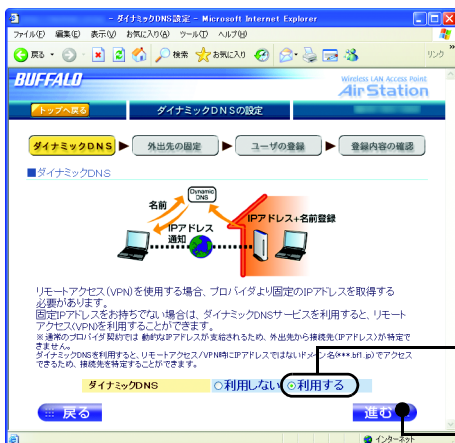 - ダイナミックDNS設定 - Microsoft Internet Explorer
ファイル(F) 編集(E) 表示(V) お気に入り(A) ツール(T) ヘルプ(H)
戻る 検索 お気に入り リンク »
BUFFALO
Wireless LAN Access Point
AirStation
トップへ戻る ダイナミックDNSの設定
ダイナミックDNS 外出先の固定 ユーザの登録 登録内容の確認
■ダイナミックDNS
Dynamic
DNS
名前
IPアドレス
通知
IPアドレス+名前登録
リモートアクセス(VPN)を使用する場合、プロバイダより固定のIPアドレスを取得する
必要があります。
固定IPアドレスをお持ちでない場合は、ダイナミックDNSサービスを利用すると、リモート
アクセス(VPN)を利用することができます。
※通常のプロバイダ契約では 動的なIPアドレスが支給されるため、外出先から接続先(IPアドレス)が特定で
きません。
ダイナミックDNSを利用すると、リモートアクセス/VPN時にIPアドレスではないドメイン名(***.bf1.jp)でアクセス
できるため、接続先を特定することができます。
ダイナミックDNS 利用しない 利用する
戻る 進む
インターネット